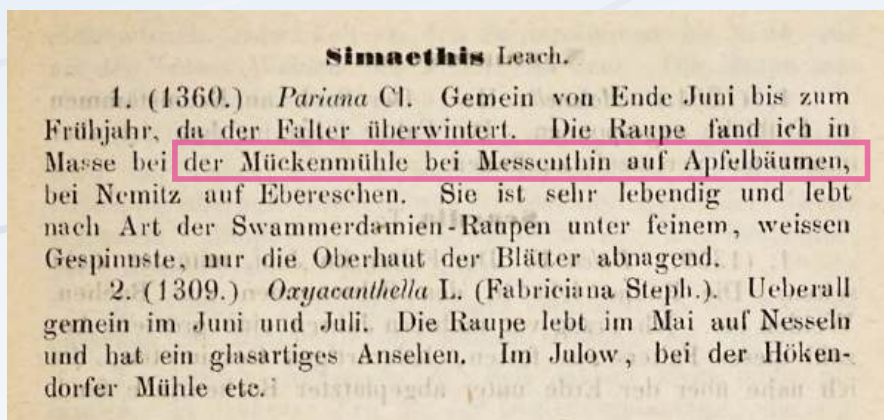 Simaethis Leach.
1. (1360.) Pariana Cl. Gemein von Ende Juni bis zum
Frühjahr, da der Falter überwintert. Die Raupe fand ich in
Masse bei der Mückenmühle bei Messenthin auf Apfelbäumen,
bei Nemitz auf Ebereschen. Sie ist sehr lebendig und lebt
nach Art der Swammerdamien-Raupen unter feinem, weissen
Gespinnste, nur die Oberhaut der Blätter abnagend.
2. (1309.) Oxyacanthella L. (Fabriciana Steph.). Ueberall
gemein im Juni und Juli. Die Raupe lebt im Mai auf Nesseln
und hat ein glasartiges Ansehen. Im Julow, bei der Höken-
dorfer Mühle etc.